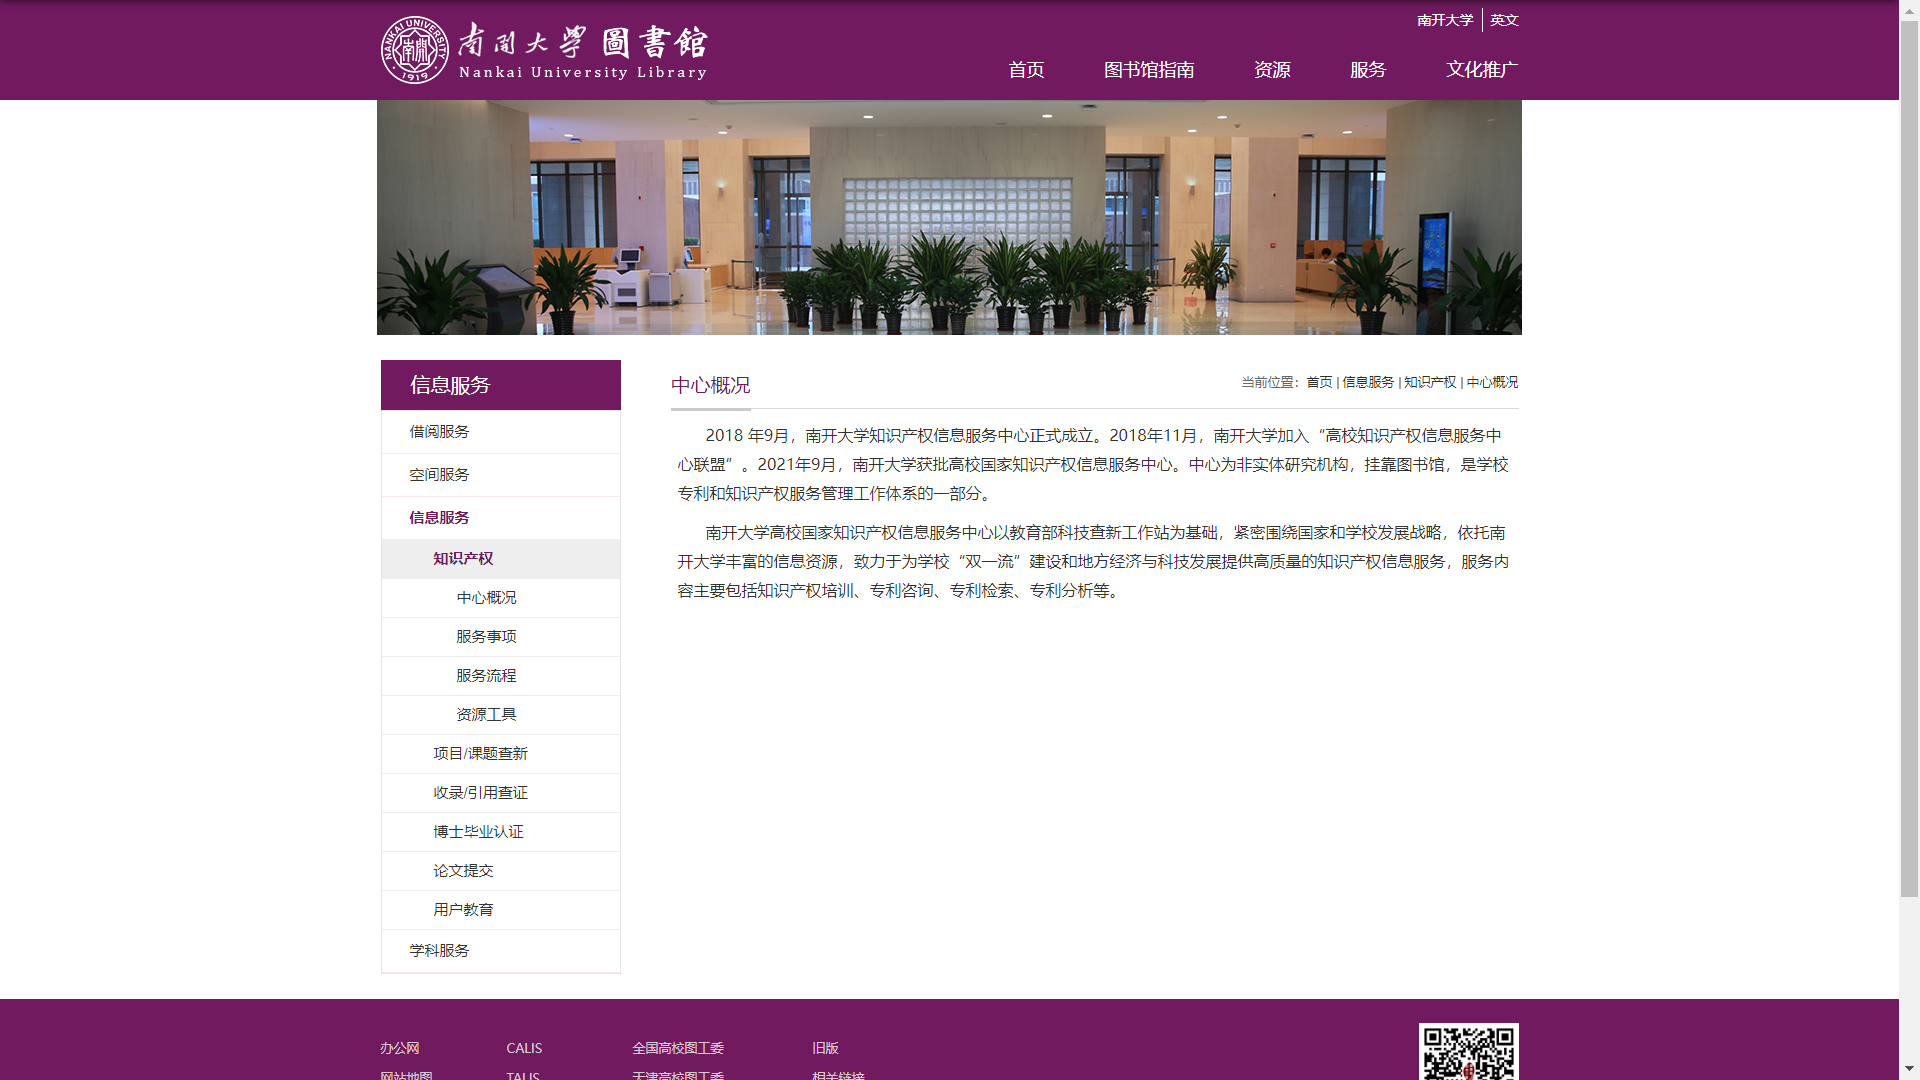 南开大学 英文
南開大學 圖書館
Nankai University Library
NANKAI UNIVERSITY
南開
1919
首页 图书馆指南 资源 服务 文化推广
信息服务
借阅服务
空间服务
信息服务
知识产权
中心概况
服务事项
服务流程
资源工具
项目/课题查新
收录/引用查证
博士毕业认证
论文提交
用户教育
学科服务
中心概况
当前位置： 首页 | 信息服务 | 知识产权 | 中心概况
2018 年9月，南开大学知识产权信息服务中心正式成立。2018年11月，南开大学加入“高校知识产权信息服务中
心联盟”。2021年9月，南开大学获批高校国家知识产权信息服务中心。中心为非实体研究机构，挂靠图书馆，是学校
专利和知识产权服务管理工作体系的一部分。
南开大学高校国家知识产权信息服务中心以教育部科技查新工作站为基础，紧密围绕国家和学校发展战略，依托南
开大学丰富的信息资源，致力于为学校“双一流”建设和地方经济与科技发展提供高质量的知识产权信息服务，服务内
容主要包括知识产权培训、专利咨询、专利检索、专利分析等。
办公网 CALIS 全国高校图工委 旧版
网站地图 TALIS 天津高校图工委 相关链接